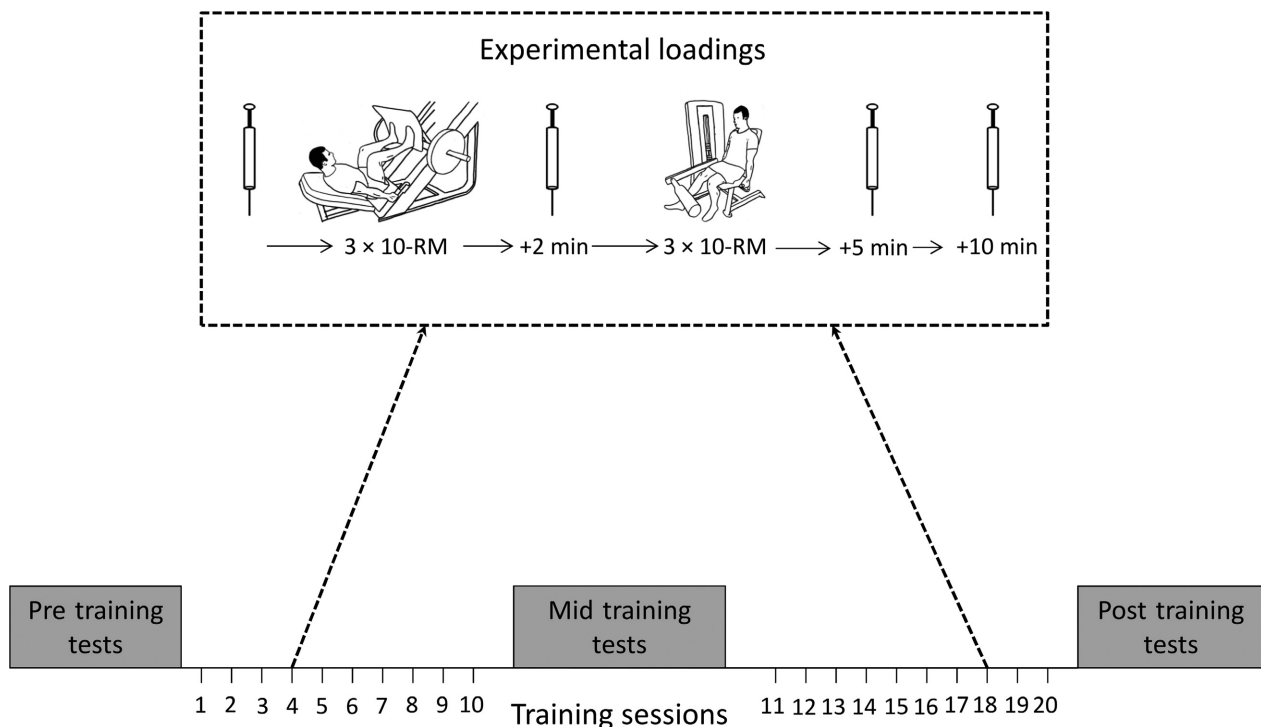 Experimental loadings
3 × 10-RM +2 min 3 × 10-RM +5 min +10 min
Pre training
tests
Mid training
tests
Post training
tests
1 2 3 4 5 6 7 8 9 10
Training sessions
11 12 13 14 15 16 17 18 19 20